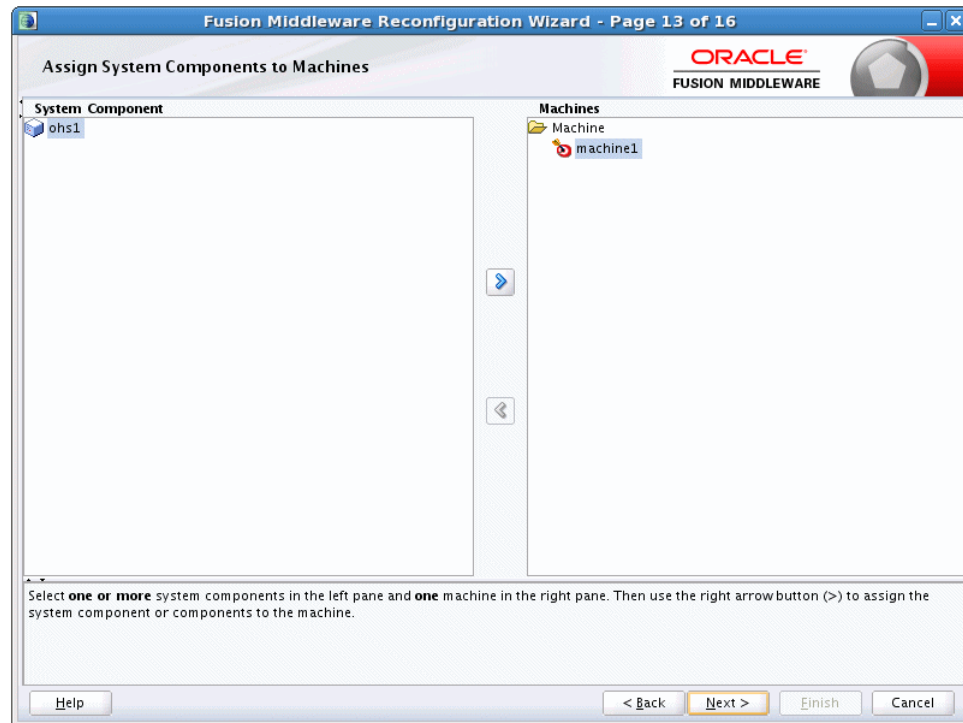 Fusion Middleware Reconfiguration Wizard - Page 13 of 16
Assign System Components to Machines
ORACLE
FUSION MIDDLEWARE
System Component
Machines
ohs1
Machine
machine1
Select one or more system components in the left pane and one machine in the right pane. Then use the right arrow button (>) to assign the
system component or components to the machine.
Help
< Back
Next >
Finish
Cancel